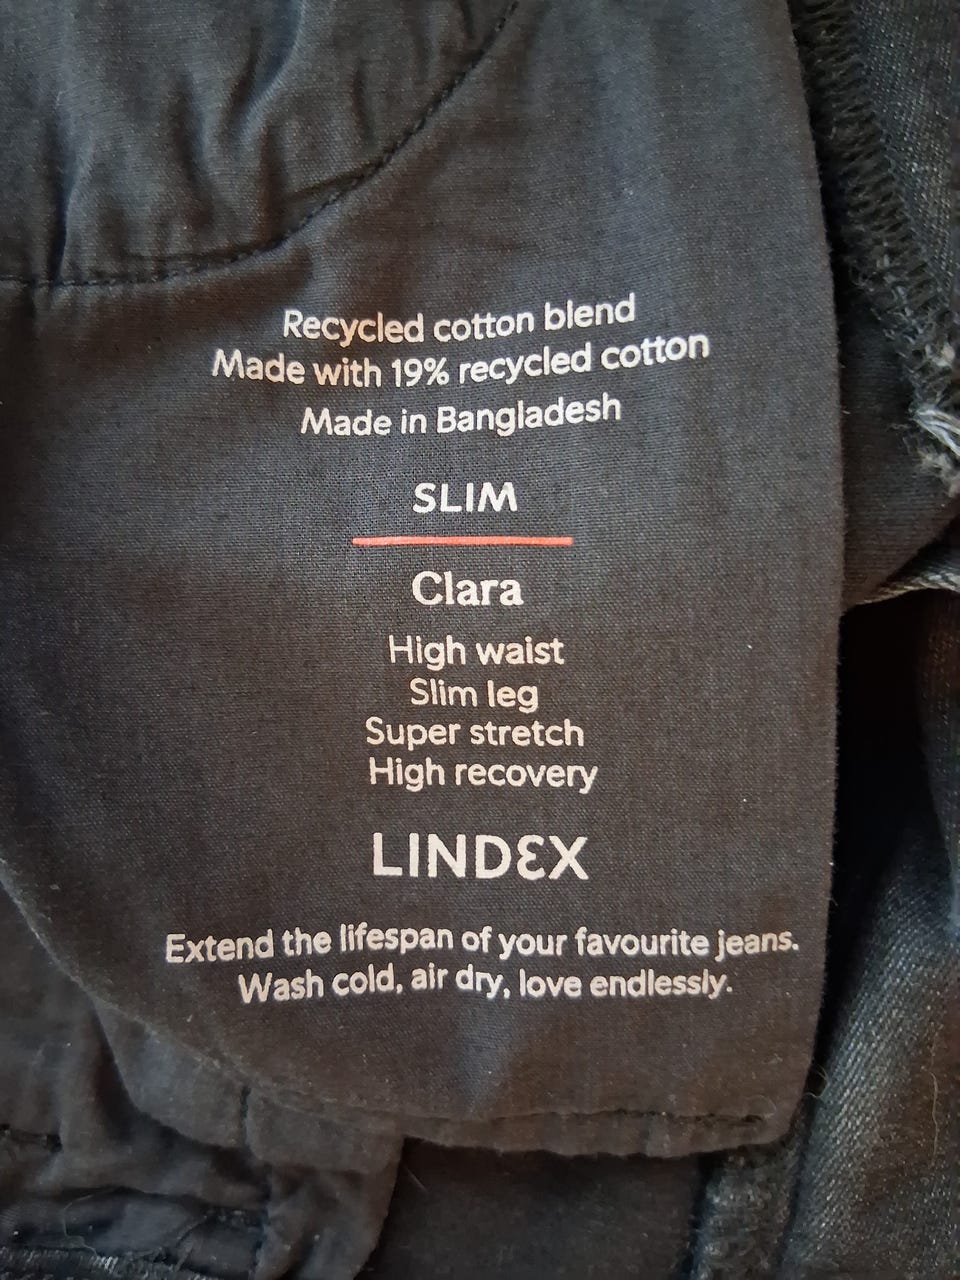 Recycled cotton blend
Made with 19% recycled cotton
Made in Bangladesh
SLIM
Clara
High waist
Slim leg
Super stretch
High recovery
LINDEX
Extend the lifespan of your favourite jeans.
Wash cold, air dry, love endlessly.